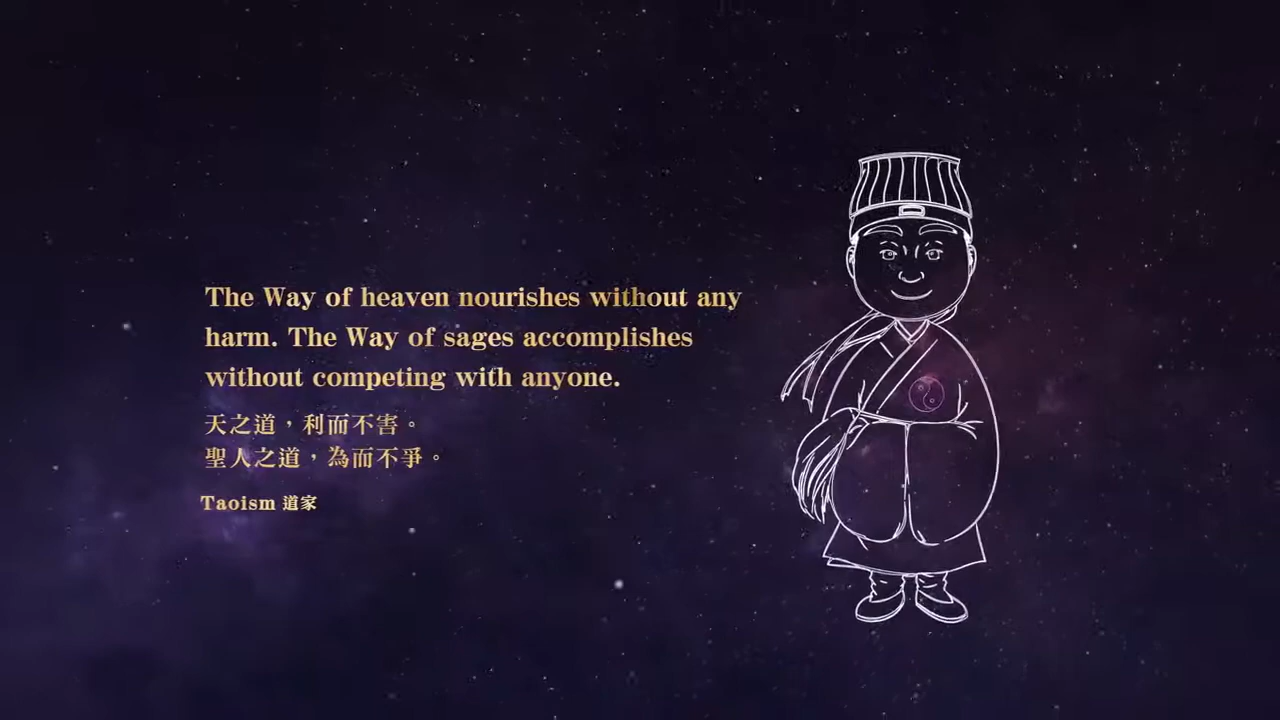 The Way of heaven nourishes without any
harm. The Way of sages accomplishes
without competing with anyone.
天之道，利而不害。
聖人之道，為而不爭。
Taoism 道家